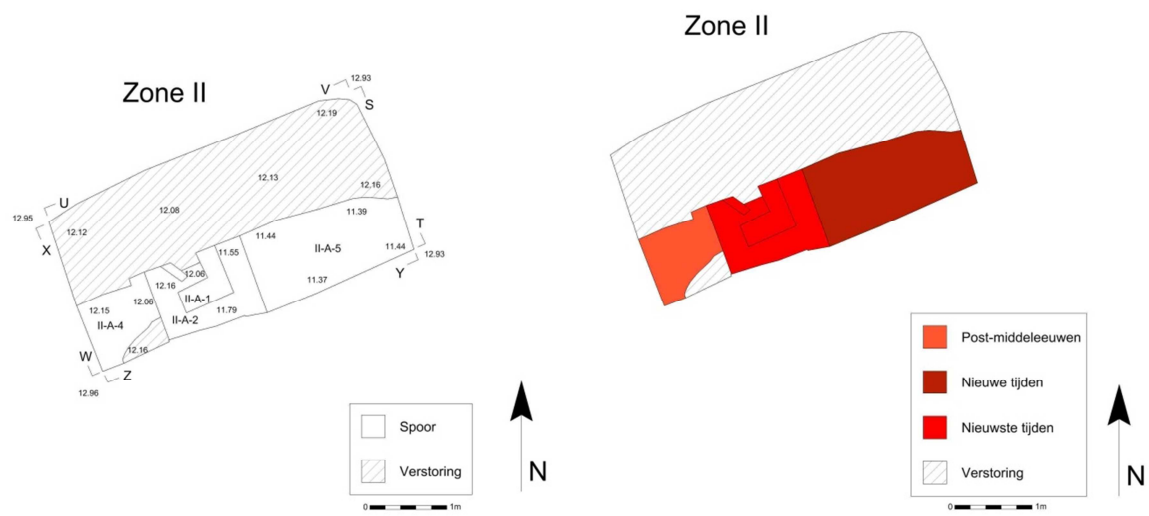 Zone II
V
12.93
S
12.19
12.13
12.16
U
12.95
12.08
12.12
X
11.39
T
11.44
II-A-5
11.44
12.93
Y
11.55
12.06
12.16
11.37
12.06
II-A-1
12.15
11.79
II-A-4
II-A-2
12.16
W
Z
12.96
Spoor
Verstoring
N
0
1m
Zone II
Post-middeleeuwen
Nieuwe tijden
Nieuwste tijden
Verstoring
N
0
1m